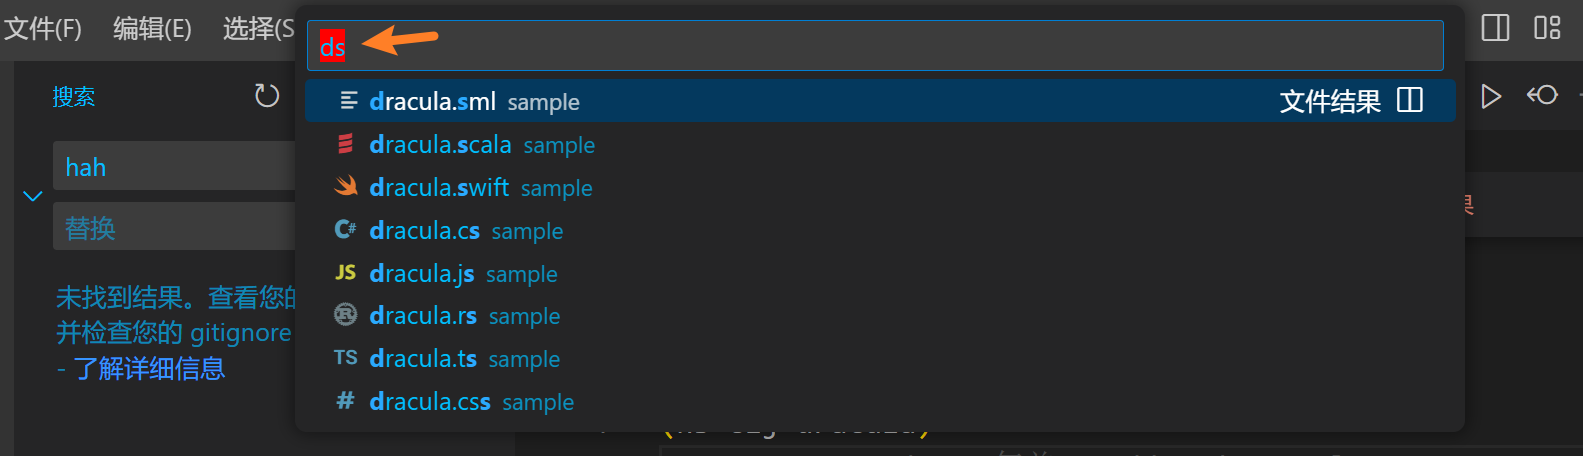 文件(F) 编辑(E) 选择(S
ds
搜索
hah
替换
未找到结果。查看您的
并检查您的 gitignore
- 了解详细信息
dracula.sml sample 文件结果
dracula.scala sample
dracula.swift sample
C# dracula.cs sample
JS dracula.js sample
dracula.rs sample
TS dracula.ts sample
# dracula.css sample
果